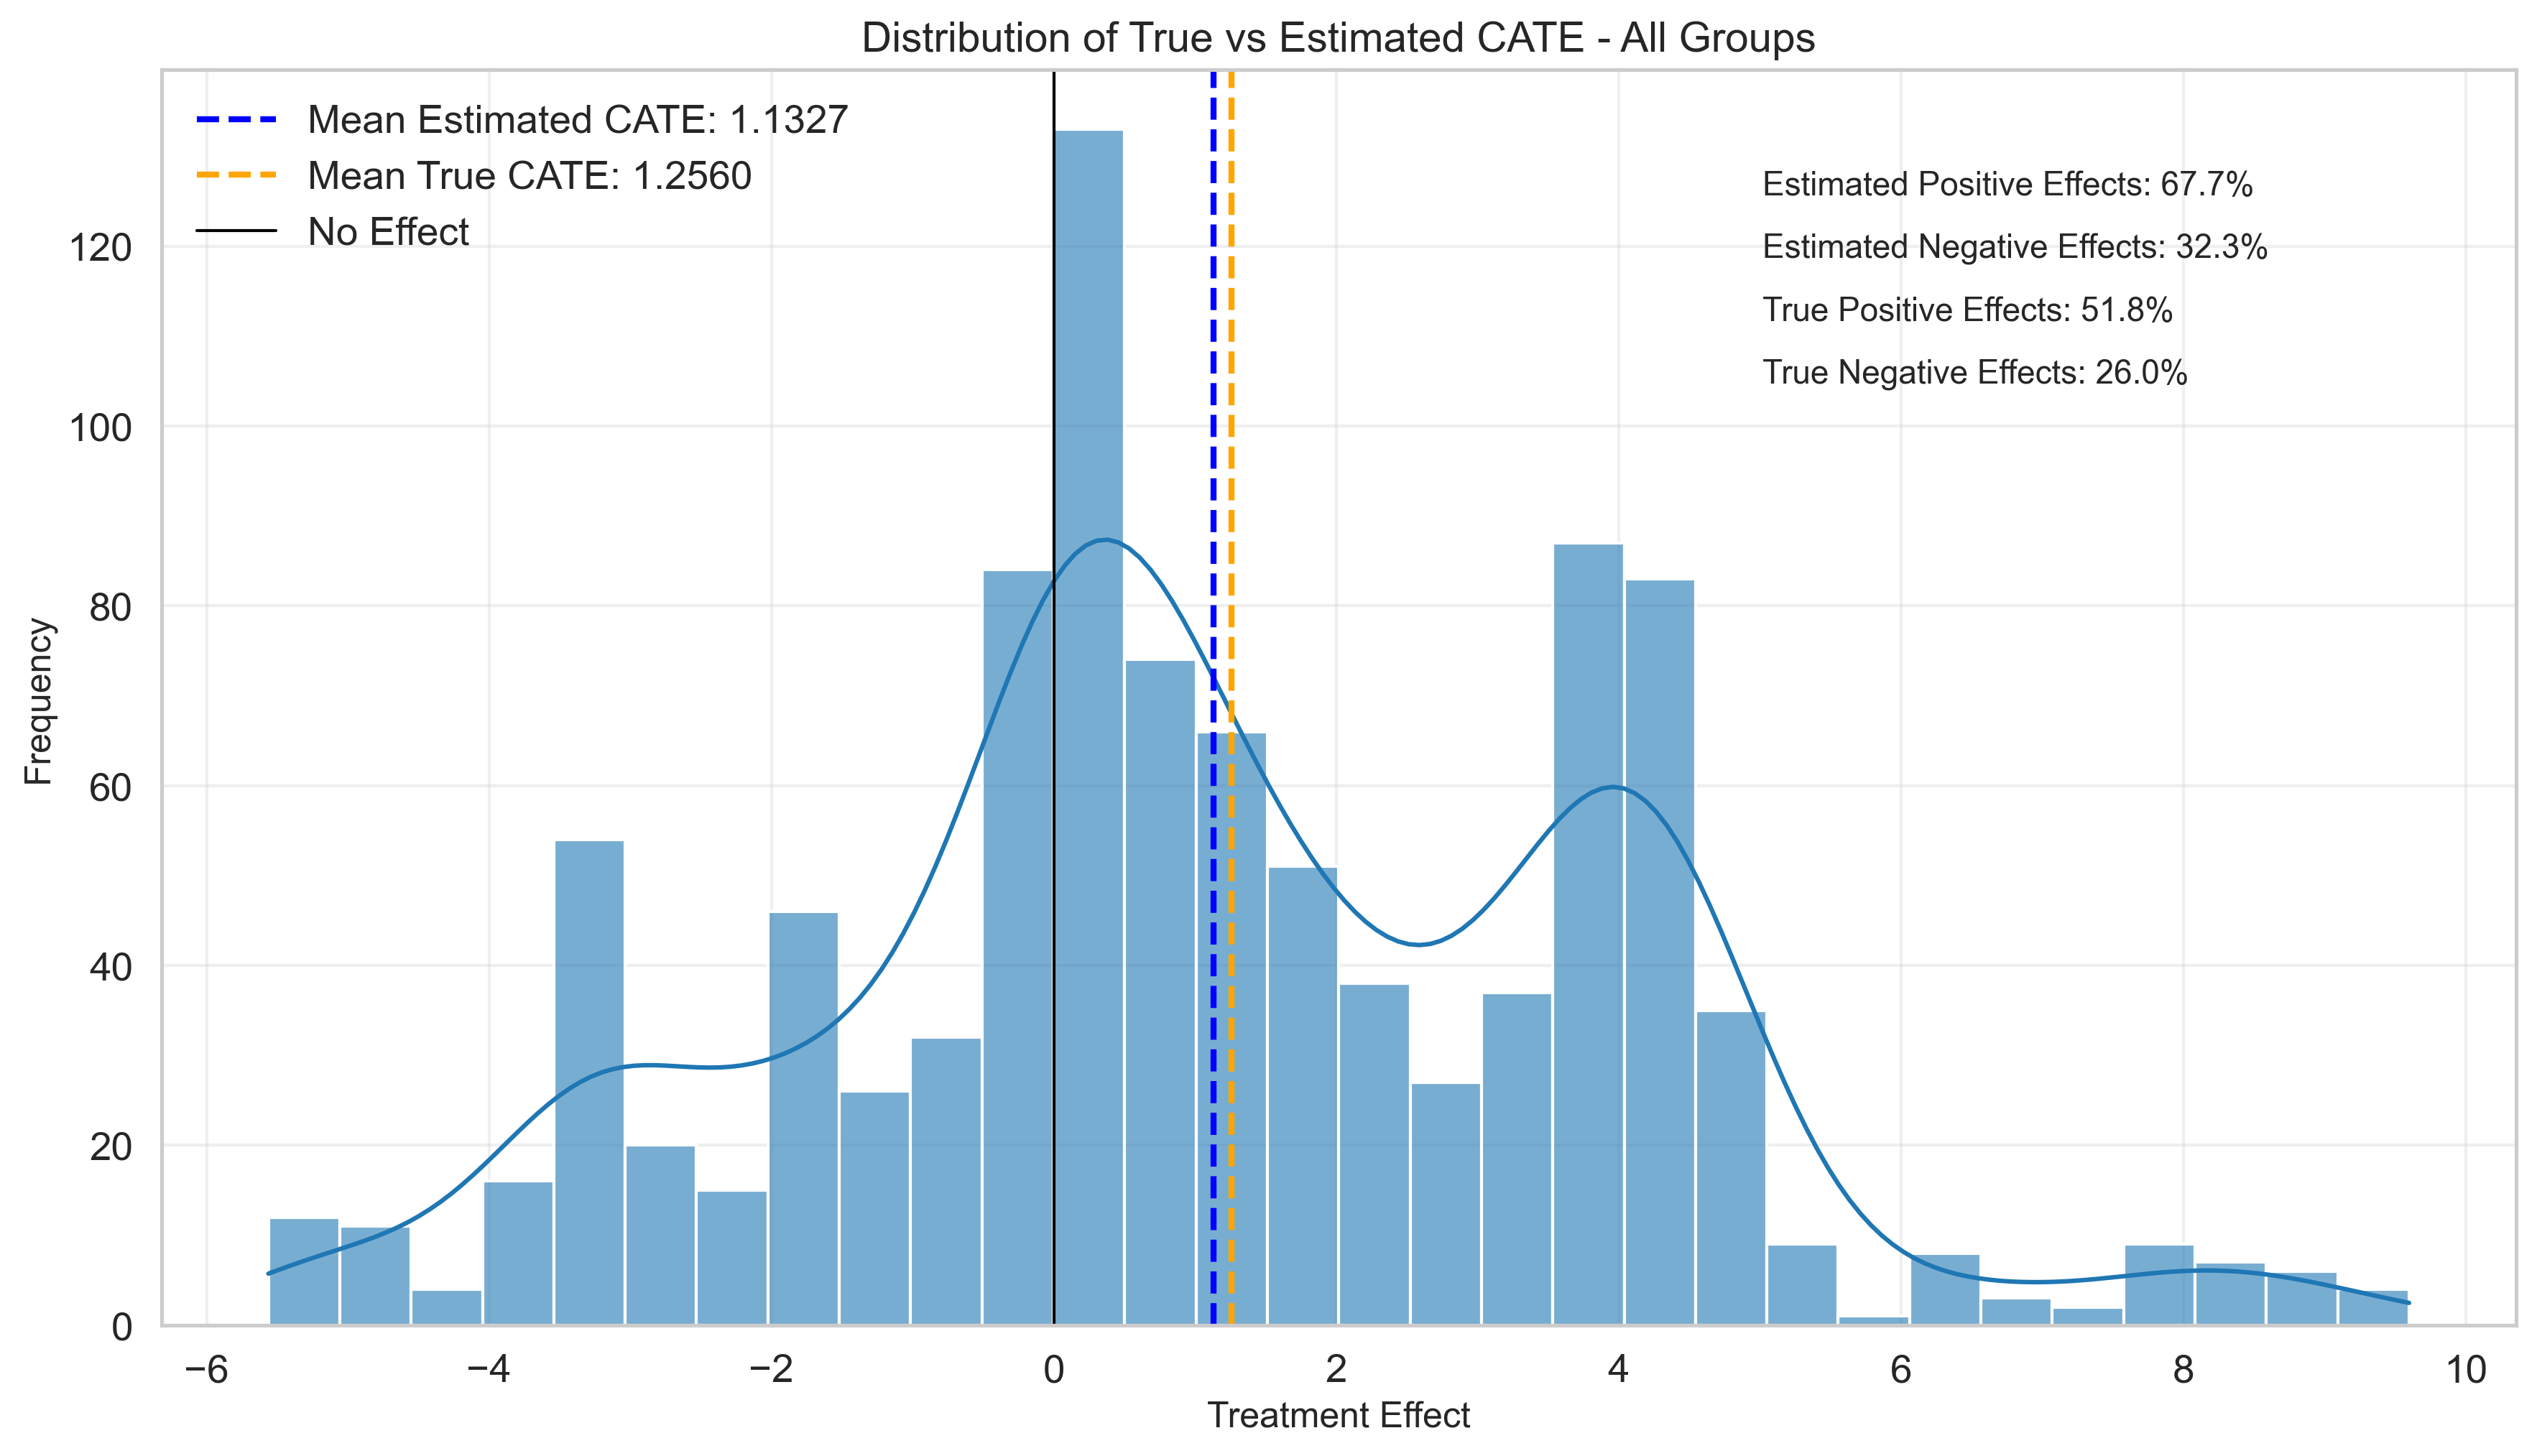 Distribution of True vs Estimated CATE - All Groups
Mean Estimated CATE: 1.1327
Mean True CATE: 1.2560
No Effect
Estimated Positive Effects: 67.7%
Estimated Negative Effects: 32.3%
True Positive Effects: 51.8%
True Negative Effects: 26.0%
Frequency
120
100
80
60
40
20
0
−6 −4 −2 0 2 4 6 8 10
Treatment Effect